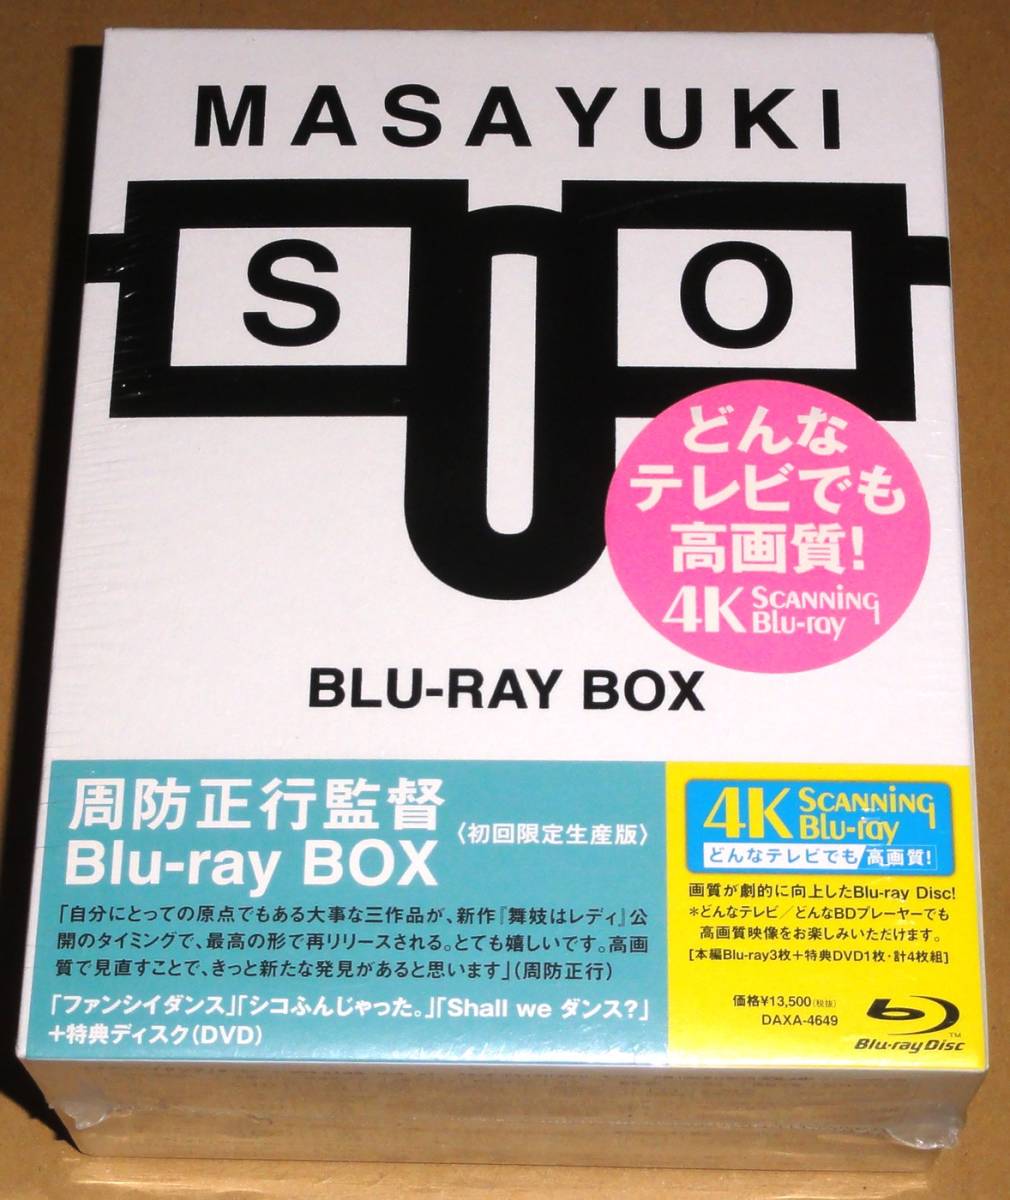 MASAYUKI
SUO
どんな
テレビでも
高画質!
4K SCANNING
Blu-ray
BLU-RAY BOX
周防正行監督
Blu-ray BOX 〈初回限定生産版〉
「自分にとっての原点でもある大事な三作品が、新作『舞妓はレディ』公
開のタイミングで、最高の形で再リリースされる。とても嬉しいです。高画
質で見直すことで、きっと新たな発見があると思います」(周防正行)
「ファンシイダンス」「シコふんじゃった。」「Shall we ダンス?」
+特典ディスク(DVD)
4K SCANNING
Blu-ray
どんなテレビでも高画質!
画質が劇的に向上したBlu-ray Disc!
*どんなテレビ/どんなBDプレーヤーでも
高画質映像をお楽しみいただけます。
[本編Blu-ray3枚+特典DVD1枚・計4枚組]
価格¥13,500(税抜)
DAXA-4649
Blu-ray Disc
TM